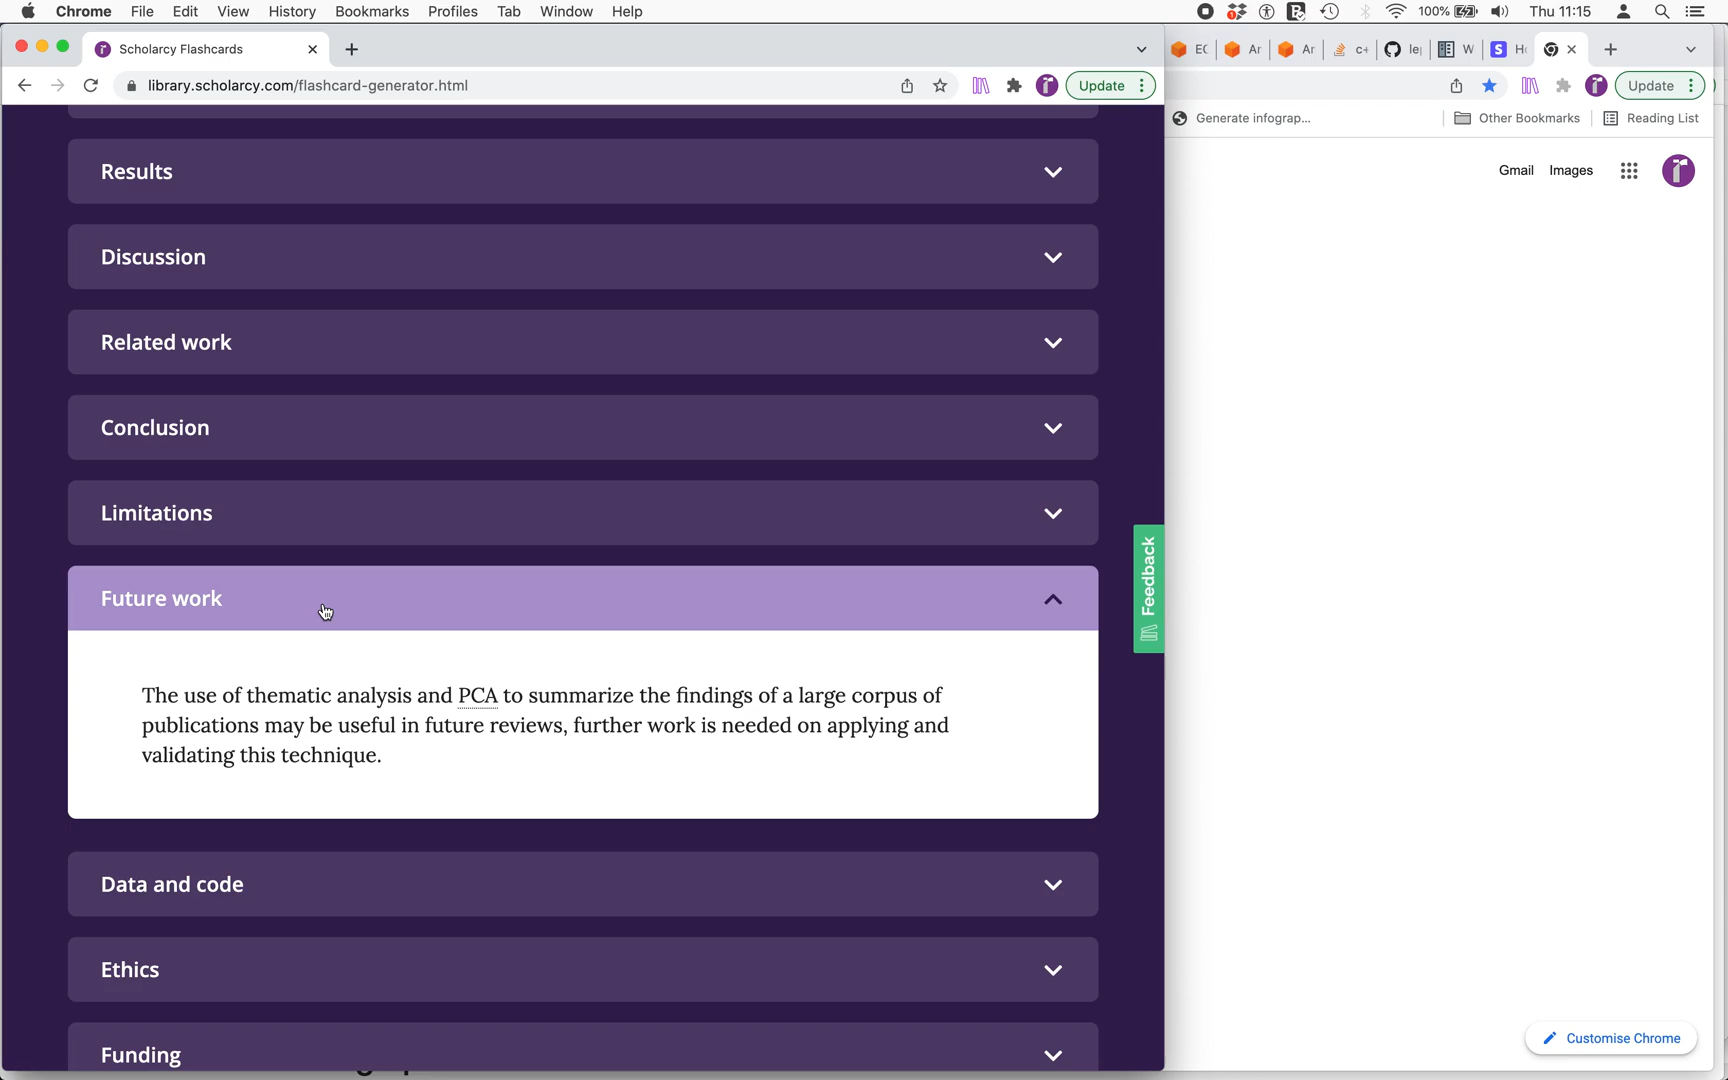 Chrome File Edit View History Bookmarks Profiles Tab Window Help 100% Thu 11:15
Scholarcy Flashcards
library.scholarcy.com/flashcard-generator.html Update
Update
Generate infograp... Other Bookmarks Reading List
Gmail Images
Results
Discussion
Related work
Conclusion
Limitations
Future work
The use of thematic analysis and PCA to summarize the findings of a large corpus of
publications may be useful in future reviews, further work is needed on applying and
validating this technique.
Feedback
Data and code
Ethics
Funding
Customise Chrome